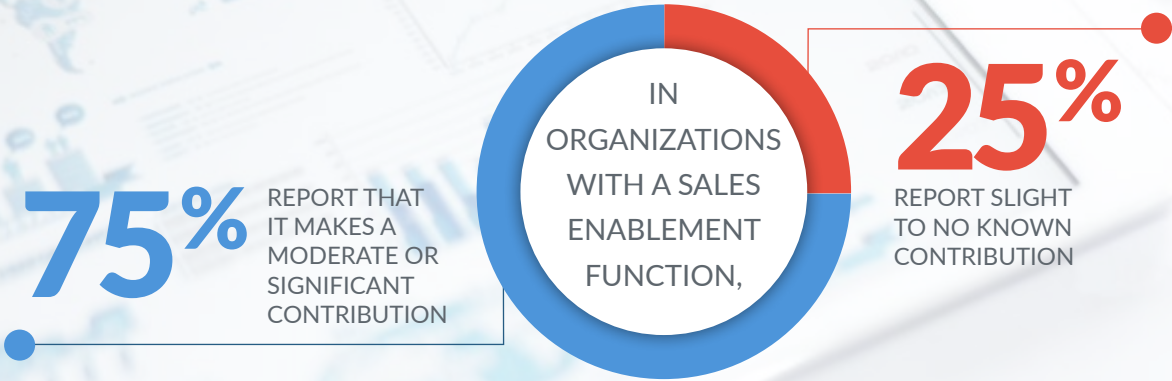 IN
ORGANIZATIONS
WITH A SALES
ENABLEMENT
FUNCTION,
75%
REPORT THAT
IT MAKES A
MODERATE OR
SIGNIFICANT
CONTRIBUTION
25%
REPORT SLIGHT
TO NO KNOWN
CONTRIBUTION